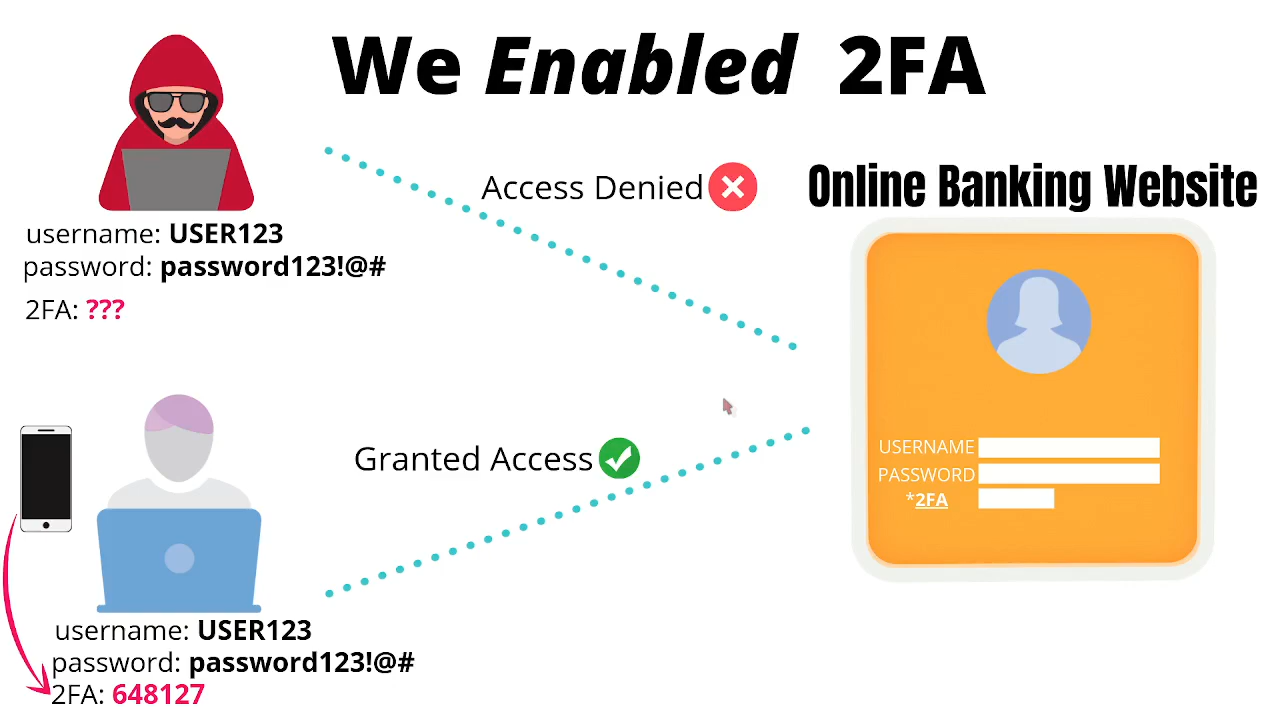 We Enabled 2FA
Access Denied
Online Banking Website
username: USER123
password: password123!@#
2FA: ???
Granted Access
USERNAME
PASSWORD
*2FA
username: USER123
password: password123!@#
2FA: 648127